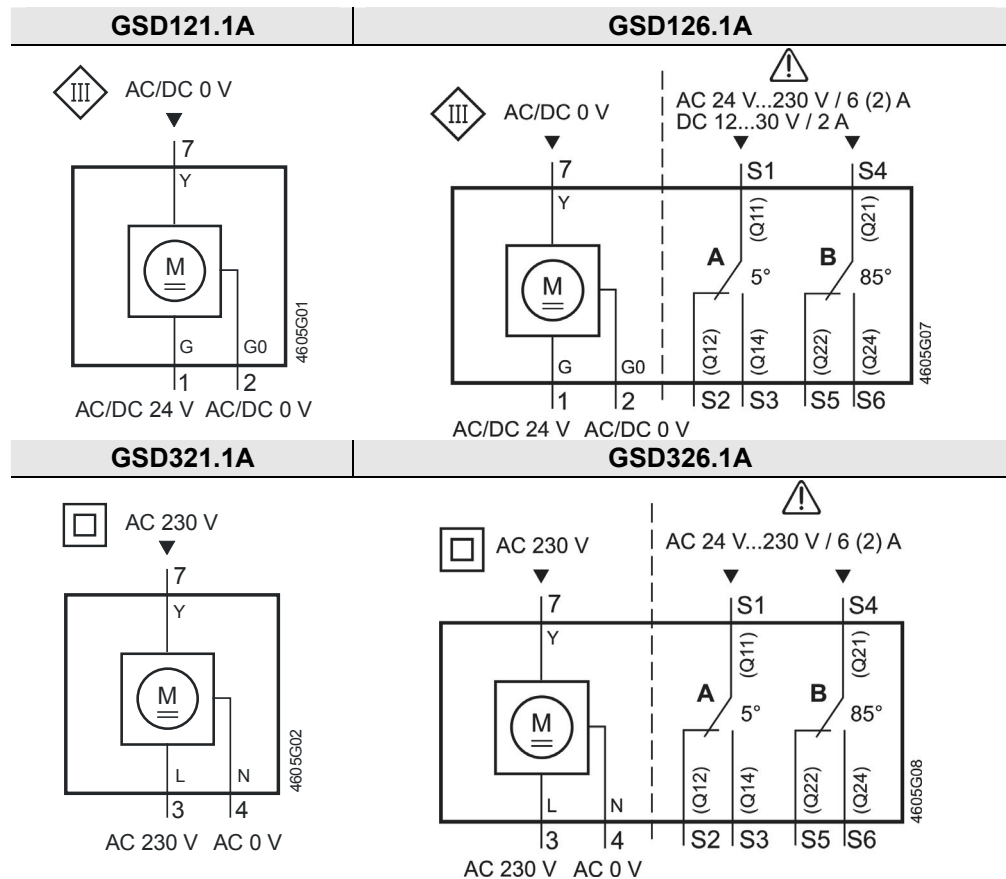 GSD121.1A
GSD126.1A
III AC/DC 0 V
7
Y
M
G G0
1 2
AC/DC 24 V AC/DC 0 V
4605G01
III AC/DC 0 V
AC 24 V...230 V / 6 (2) A
DC 12...30 V / 2 A
7 S1 S4
Y (Q11) (Q21)
M A 5° B 85°
G G0 (Q12) (Q14) (Q22) (Q24)
1 2 S2 S3 S5 S6
AC/DC 24 V AC/DC 0 V
4605G07
GSD321.1A
GSD326.1A
AC 230 V
7
Y
M
L N
3 4
AC 230 V AC 0 V
4605G02
AC 230 V
AC 24 V...230 V / 6 (2) A
7 S1 S4
Y (Q11) (Q21)
M A 5° B 85°
L N (Q12) (Q14) (Q22) (Q24)
3 4 S2 S3 S5 S6
AC 230 V AC 0 V
4605G08